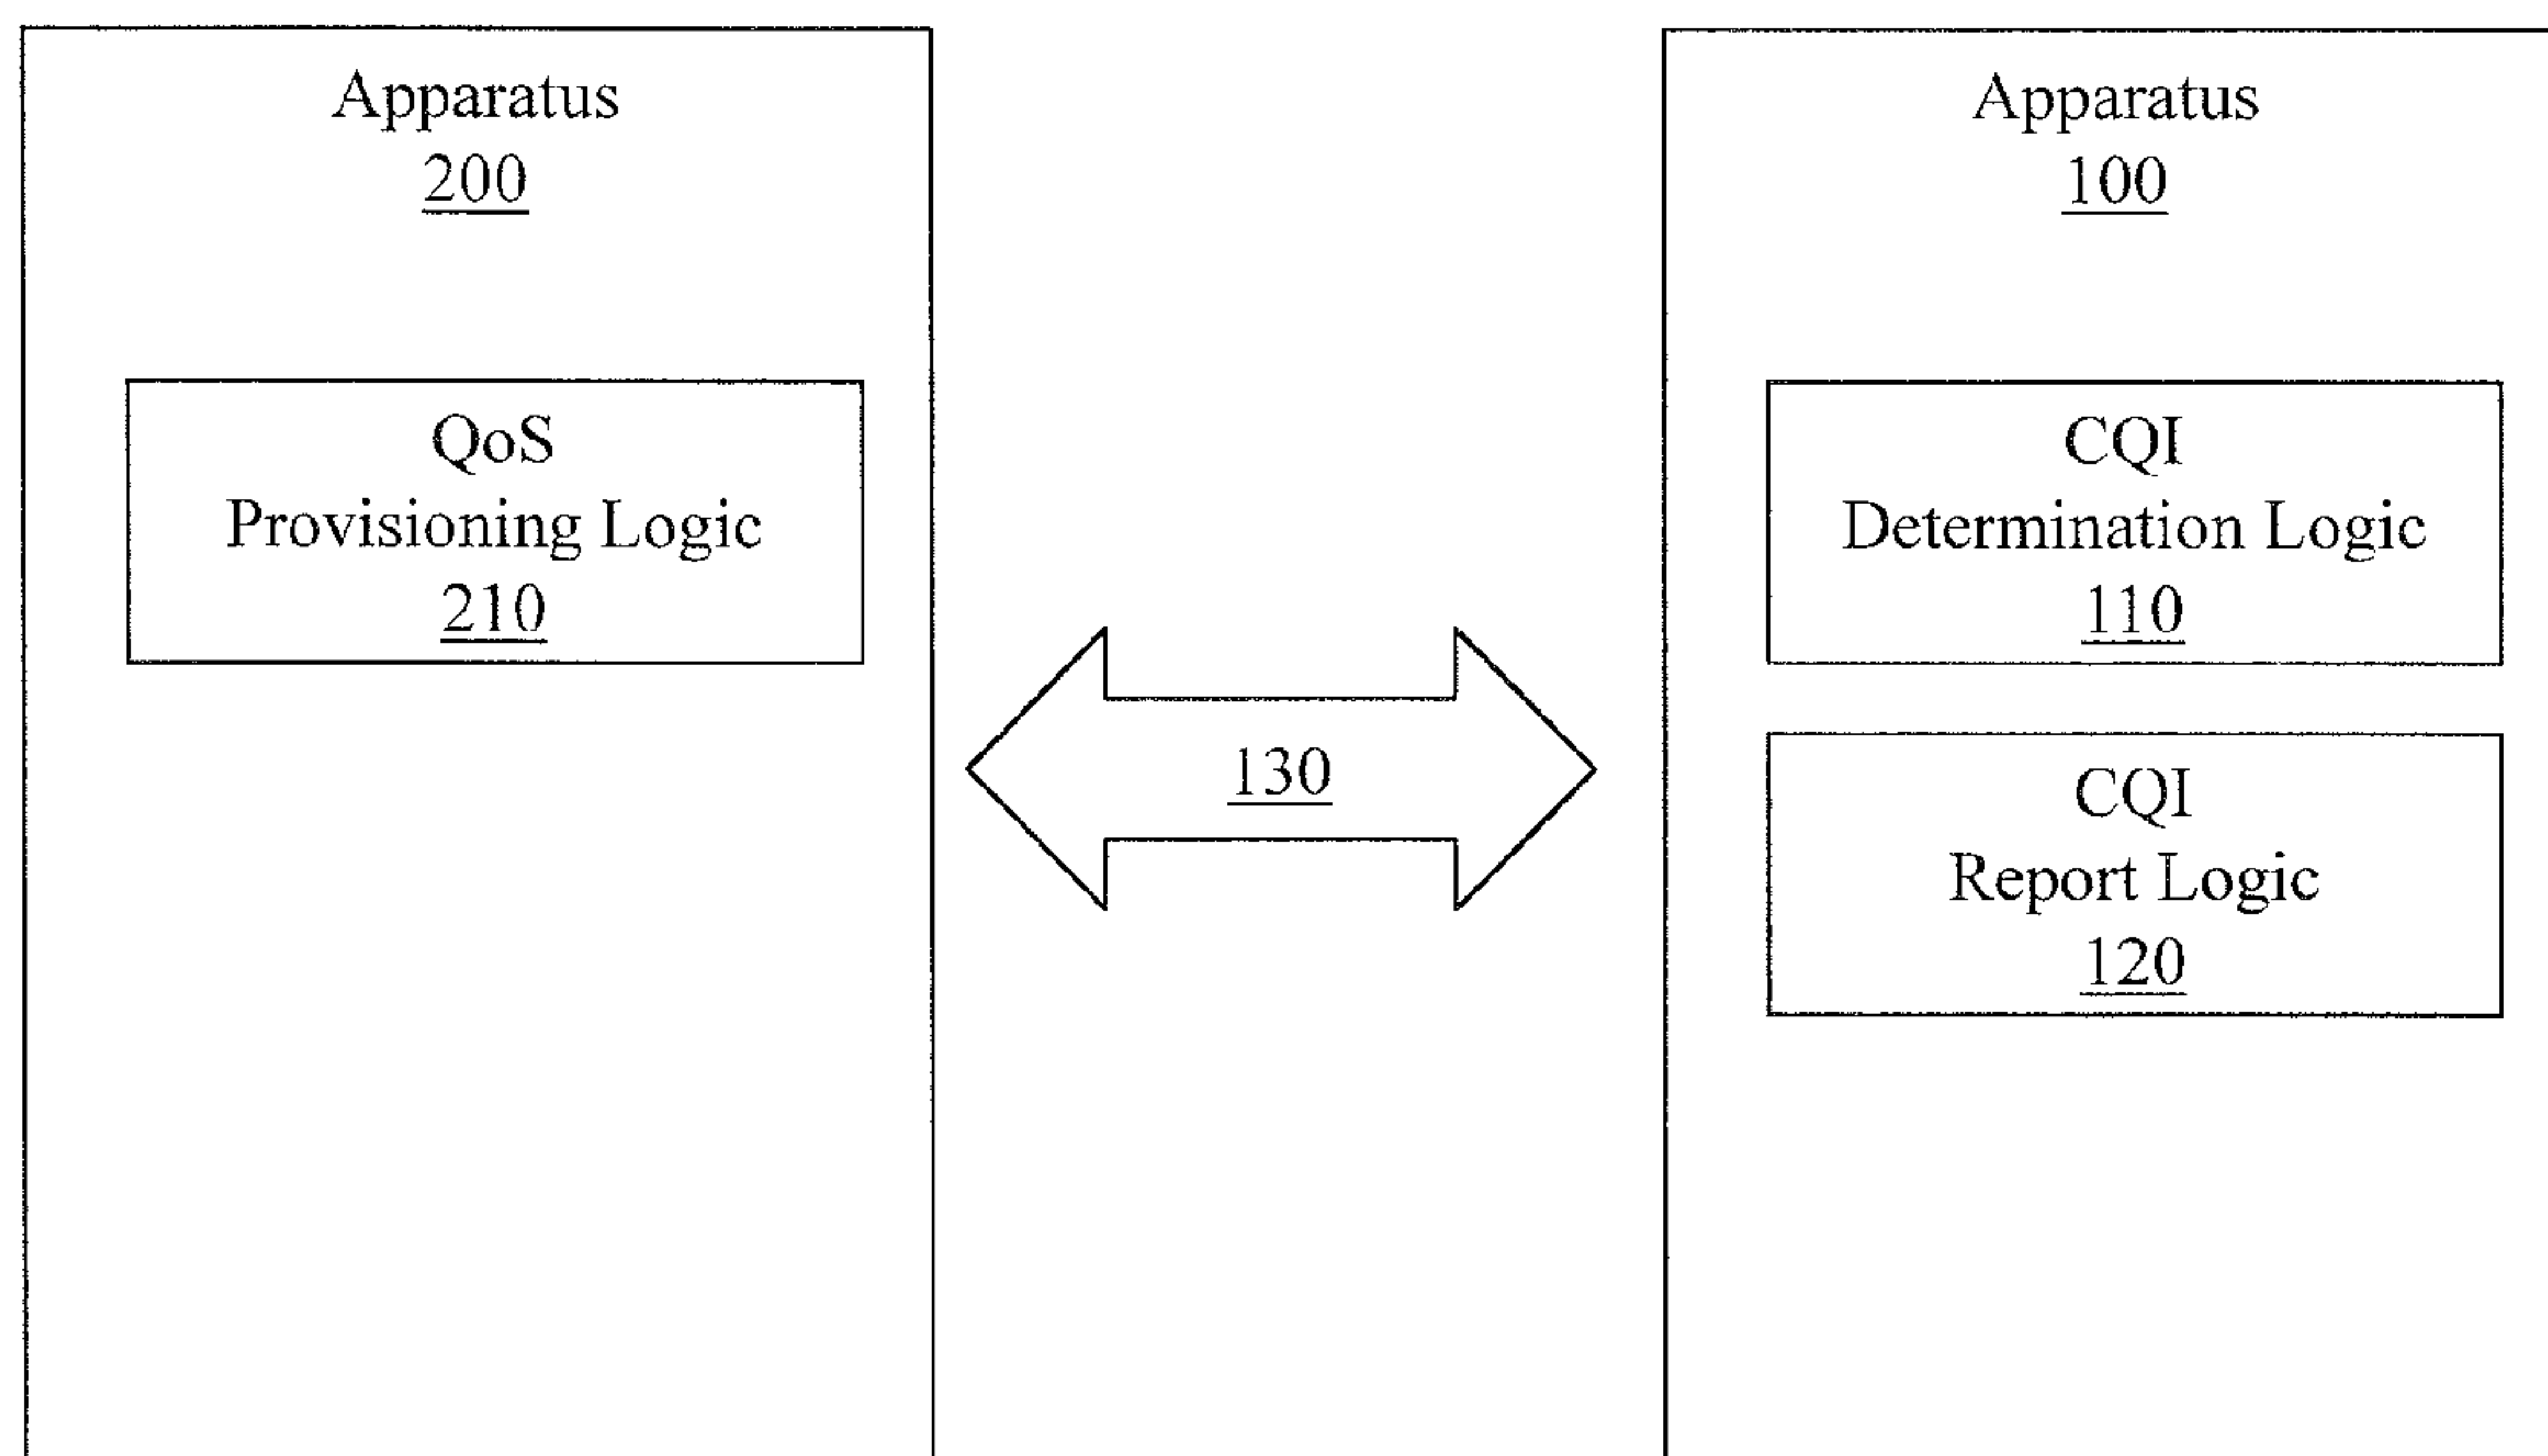 Apparatus
200
QoS
Provisioning Logic
210
130
Apparatus
100
CQI
Determination Logic
110
CQI
Report Logic
120